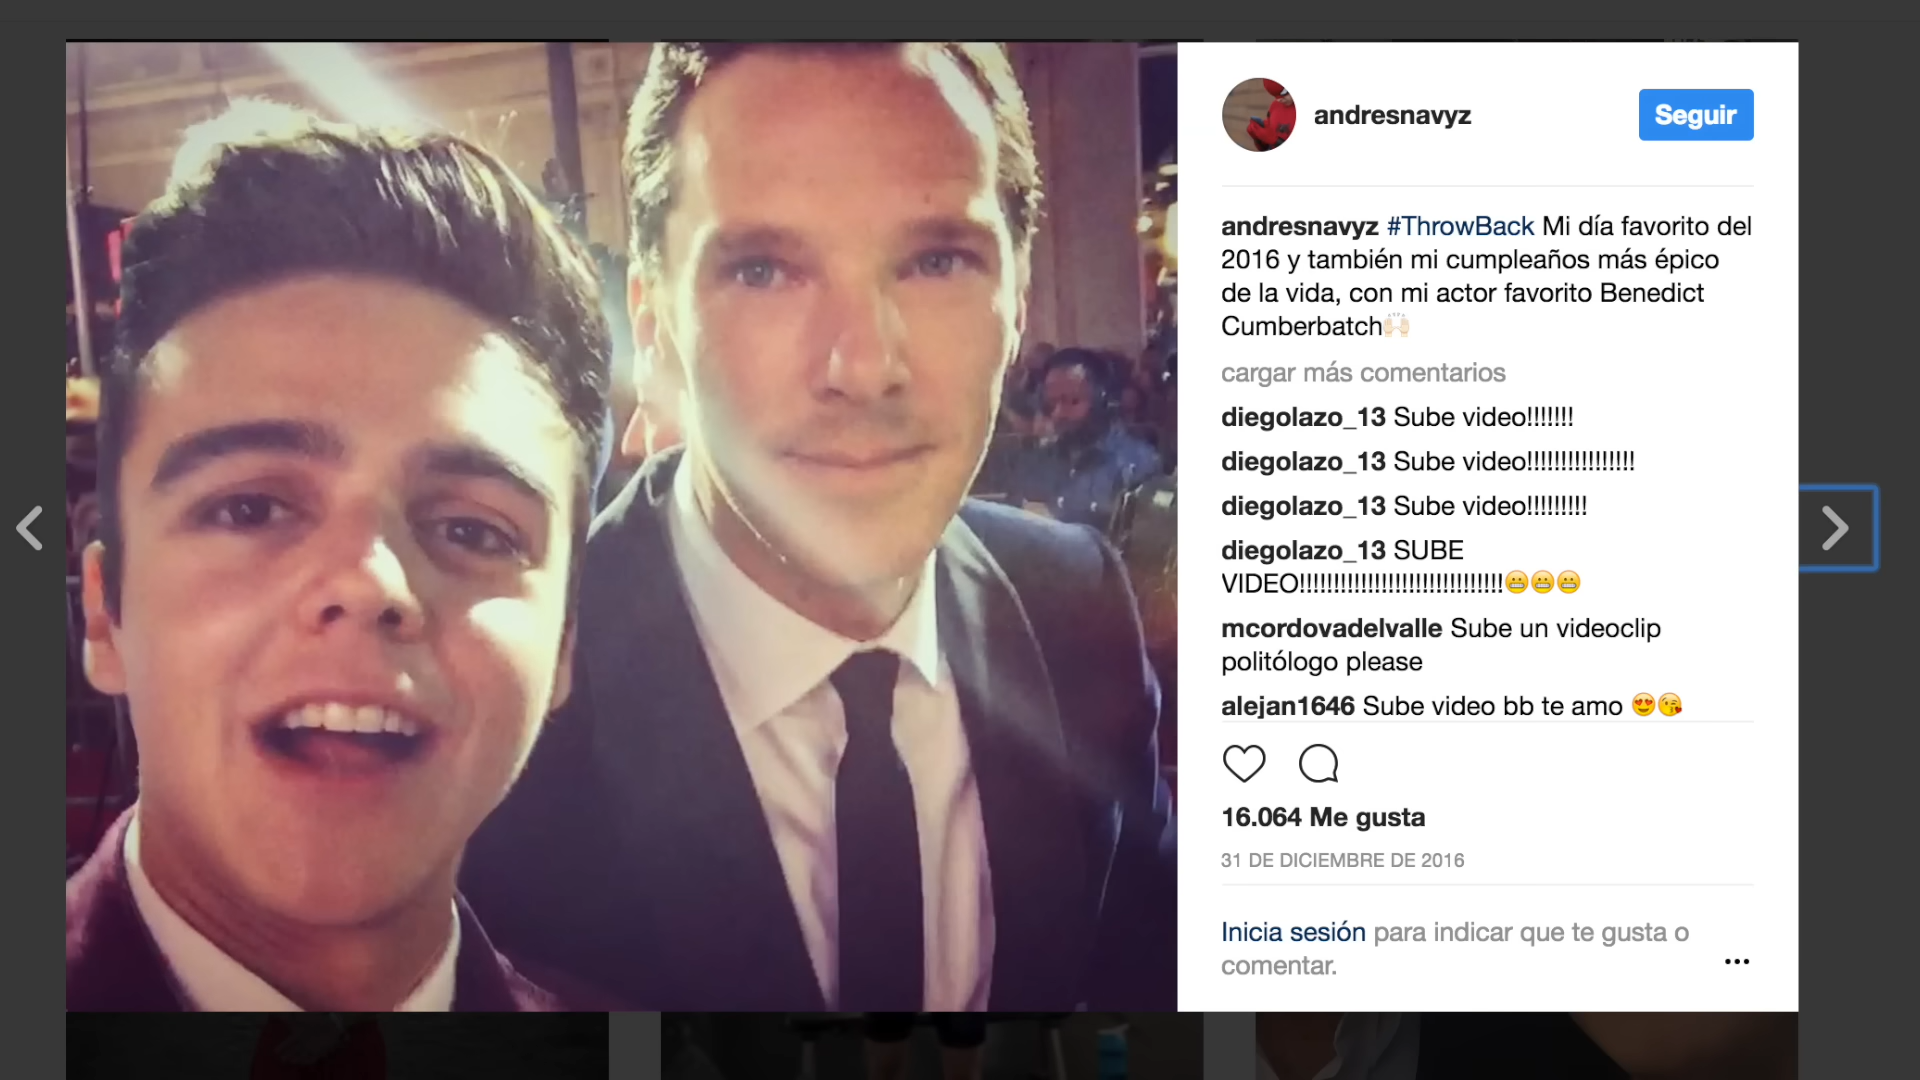 andresnavyz
Seguir
andresnavyz #ThrowBack Mi día favorito del
2016 y también mi cumpleaños más épico
de la vida, con mi actor favorito Benedict
Cumberbatch🙌🏻
cargar más comentarios
diegolazo_13 Sube video!!!!!!!
diegolazo_13 Sube video!!!!!!!!!!!!!!!!
diegolazo_13 Sube video!!!!!!!!!
diegolazo_13 SUBE
VIDEO!!!!!!!!!!!!!!!!!!!!!!!!!!!!!!😬😬😬
mcordovadelvalle Sube un videoclip
politólogo please
alejan1646 Sube video bb te amo 😍😘
16.064 Me gusta
31 DE DICIEMBRE DE 2016
Inicia sesión para indicar que te gusta o
comentar.